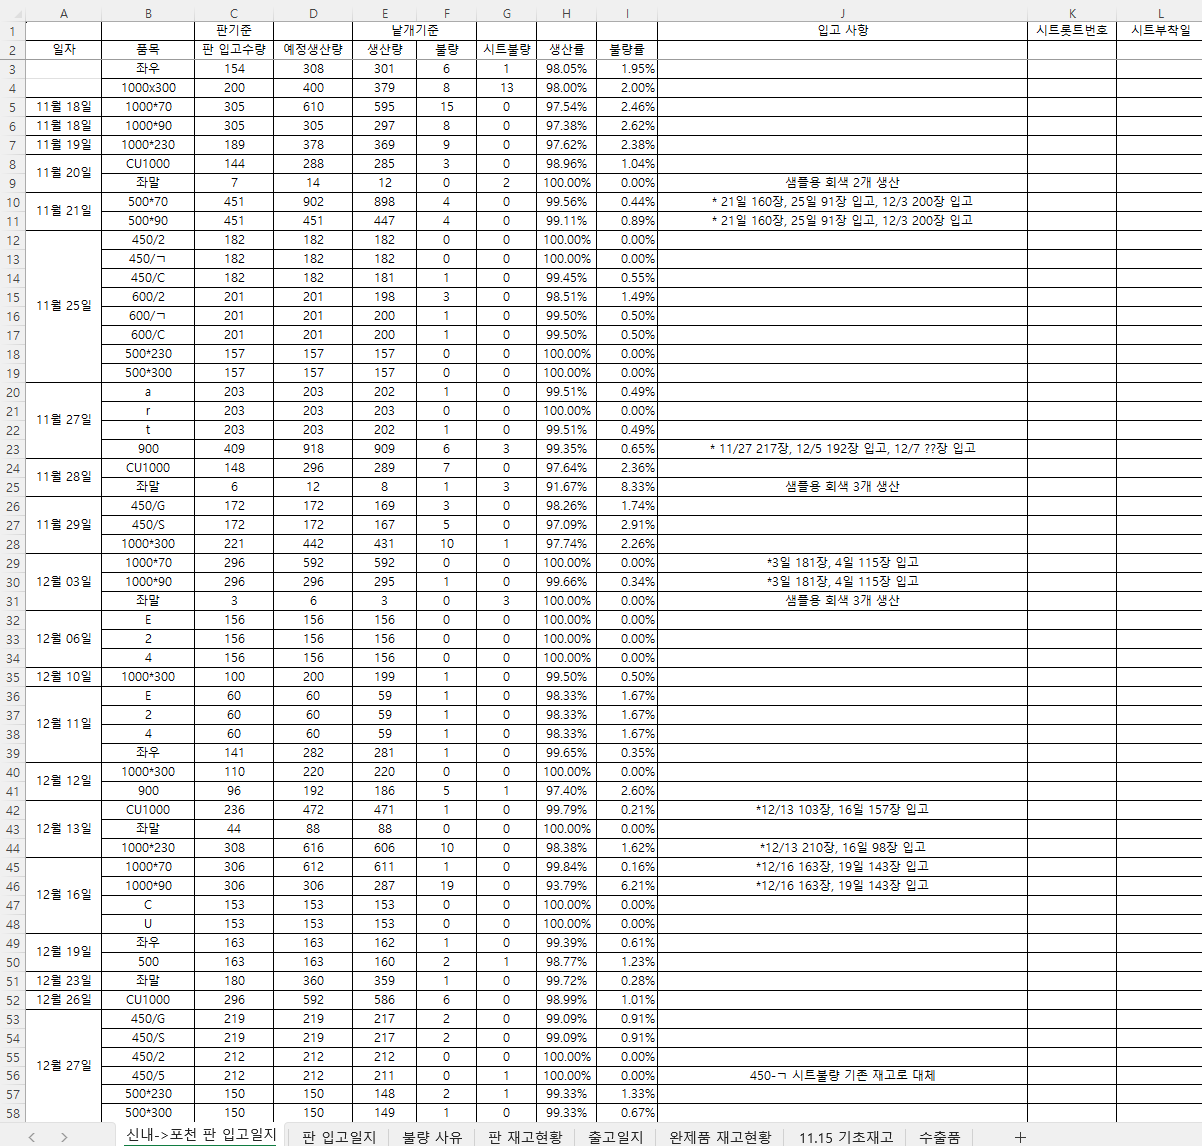 A B C D E F G H I J K L
1 판기준 낱개기준 입고 사항 시트롯트번호 시트부착일
2 일자 품목 판 입고수량 예정생산량 생산량 불량 시트불량 생산률 불량률
3 좌우 154 308 301 6 1 98.05% 1.95%
4 1000x300 200 400 379 8 13 98.00% 2.00%
5 11월 18일 1000*70 305 610 595 15 0 97.54% 2.46%
6 11월 18일 1000*90 305 305 297 8 0 97.38% 2.62%
7 11월 19일 1000*230 189 378 369 9 0 97.62% 2.38%
8 11월 20일 CU1000 144 288 285 3 0 98.96% 1.04%
9 좌말 7 14 12 0 2 100.00% 0.00% 샘플용 회색 2개 생산
10 11월 21일 500*70 451 902 898 4 0 99.56% 0.44% * 21일 160장, 25일 91장 입고, 12/3 200장 입고
11 500*90 451 451 447 4 0 99.11% 0.89% * 21일 160장, 25일 91장 입고, 12/3 200장 입고
12 450/2 182 182 182 0 0 100.00% 0.00%
13 450/ㄱ 182 182 182 0 0 100.00% 0.00%
14 450/C 182 182 181 1 0 99.45% 0.55%
15 11월 25일 600/2 201 201 198 3 0 98.51% 1.49%
16 600/ㄱ 201 201 200 1 0 99.50% 0.50%
17 600/C 201 201 200 1 0 99.50% 0.50%
18 500*230 157 157 157 0 0 100.00% 0.00%
19 500*300 157 157 157 0 0 100.00% 0.00%
20 a 203 203 202 1 0 99.51% 0.49%
21 11월 27일 r 203 203 203 0 0 100.00% 0.00%
22 t 203 203 202 1 0 99.51% 0.49%
23 900 409 918 909 6 3 99.35% 0.65% * 11/27 217장, 12/5 192장 입고, 12/7 ??장 입고
24 11월 28일 CU1000 148 296 289 7 0 97.64% 2.36%
25 좌말 6 12 8 1 3 91.67% 8.33% 샘플용 회색 3개 생산
26 450/G 172 172 169 3 0 98.26% 1.74%
27 11월 29일 450/S 172 172 167 5 0 97.09% 2.91%
28 1000*300 221 442 431 10 1 97.74% 2.26%
29 1000*70 296 592 592 0 0 100.00% 0.00% *3일 181장, 4일 115장 입고
30 12월 03일 1000*90 296 296 295 1 0 99.66% 0.34% *3일 181장, 4일 115장 입고
31 좌말 3 6 3 0 3 100.00% 0.00% 샘플용 회색 3개 생산
32 E 156 156 156 0 0 100.00% 0.00%
33 12월 06일 2 156 156 156 0 0 100.00% 0.00%
34 4 156 156 156 0 0 100.00% 0.00%
35 12월 10일 1000*300 100 200 199 1 0 99.50% 0.50%
36 E 60 60 59 1 0 98.33% 1.67%
37 12월 11일 2 60 60 59 1 0 98.33% 1.67%
38 4 60 60 59 1 0 98.33% 1.67%
39 좌우 141 282 281 1 0 99.65% 0.35%
40 12월 12일 1000*300 110 220 220 0 0 100.00% 0.00%
41 900 96 192 186 5 1 97.40% 2.60%
42 CU1000 236 472 471 1 0 99.79% 0.21% *12/13 103장, 16일 157장 입고
43 12월 13일 좌말 44 88 88 0 0 100.00% 0.00%
44 1000*230 308 616 606 10 0 98.38% 1.62% *12/13 210장, 16일 98장 입고
45 1000*70 306 612 611 1 0 99.84% 0.16% *12/16 163장, 19일 143장 입고
46 12월 16일 1000*90 306 306 287 19 0 93.79% 6.21% *12/16 163장, 19일 143장 입고
47 C 153 153 153 0 0 100.00% 0.00%
48 U 153 153 153 0 0 100.00% 0.00%
49 12월 19일 좌우 163 163 162 1 0 99.39% 0.61%
50 500 163 163 160 2 1 98.77% 1.23%
51 12월 23일 좌말 180 360 359 1 0 99.72% 0.28%
52 12월 26일 CU1000 296 592 586 6 0 98.99% 1.01%
53 450/G 219 219 217 2 0 99.09% 0.91%
54 450/S 219 219 217 2 0 99.09% 0.91%
55 12월 27일 450/2 212 212 212 0 0 100.00% 0.00%
56 450/5 212 212 211 0 1 100.00% 0.00% 450-ㄱ 시트불량 기존 재고로 대체
57 500*230 150 150 148 2 1 99.33% 1.33%
58 500*300 150 150 149 1 0 99.33% 0.67%
신내->포천 판 입고일지 판 입고일지 불량 사유 판 재고현황 출고일지 완제품 재고현황 11.15 기초재고 수출품 +